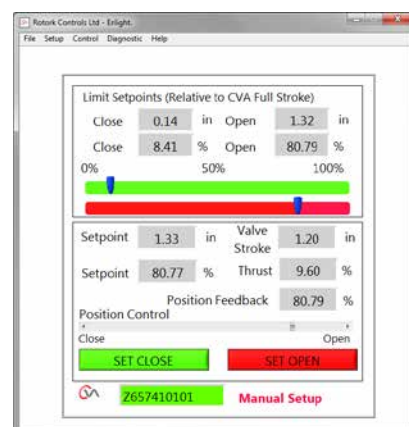 Rotork Controls Ltd - Enlight.
File Setup Control Diagnostic Help
Limit Setpoints (Relative to CVA Full Stroke)
Close 0.14 in Open 1.32 in
Close 8.41 % Open 80.79 %
0% 50% 100%
Setpoint 1.33 in Valve Stroke 1.20 in
Setpoint 80.77 % Thrust 9.60 %
Position Feedback 80.79 %
Position Control
Close Open
SET CLOSE SET OPEN
CVA Z657410101 Manual Setup